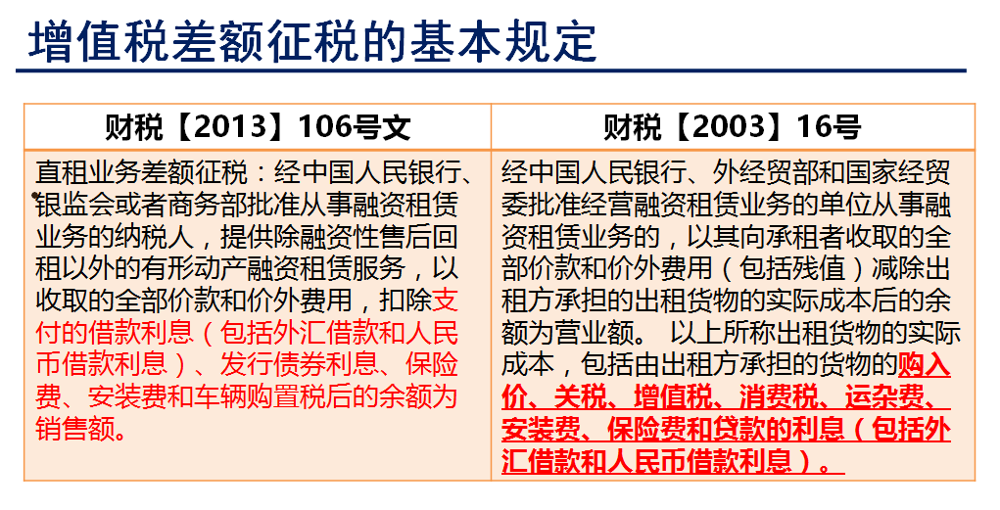 增值税差额征税的基本规定
财税【2013】106号文
财税【2003】16号
直租业务差额征税：经中国人民银行、
银监会或者商务部批准从事融资租赁
业务的纳税人，提供除融资性售后回
租以外的有形动产融资租赁服务，以
收取的全部价款和价外费用，扣除支
付的借款利息（包括外汇借款和人民
币借款利息）、发行债券利息、保险
费、安装费和车辆购置税后的余额为
销售额。
经中国人民银行、外经贸部和国家经贸
委批准经营融资租赁业务的单位从事融
资租赁业务的，以其向承租者收取的全
部价款和价外费用（包括残值）减除出
租方承担的出租货物的实际成本后的余
额为营业额。 以上所称出租货物的实际
成本，包括由出租方承担的货物的购入
价、关税、增值税、消费税、运杂费、
安装费、保险费和贷款的利息（包括外
汇借款和人民币借款利息）。